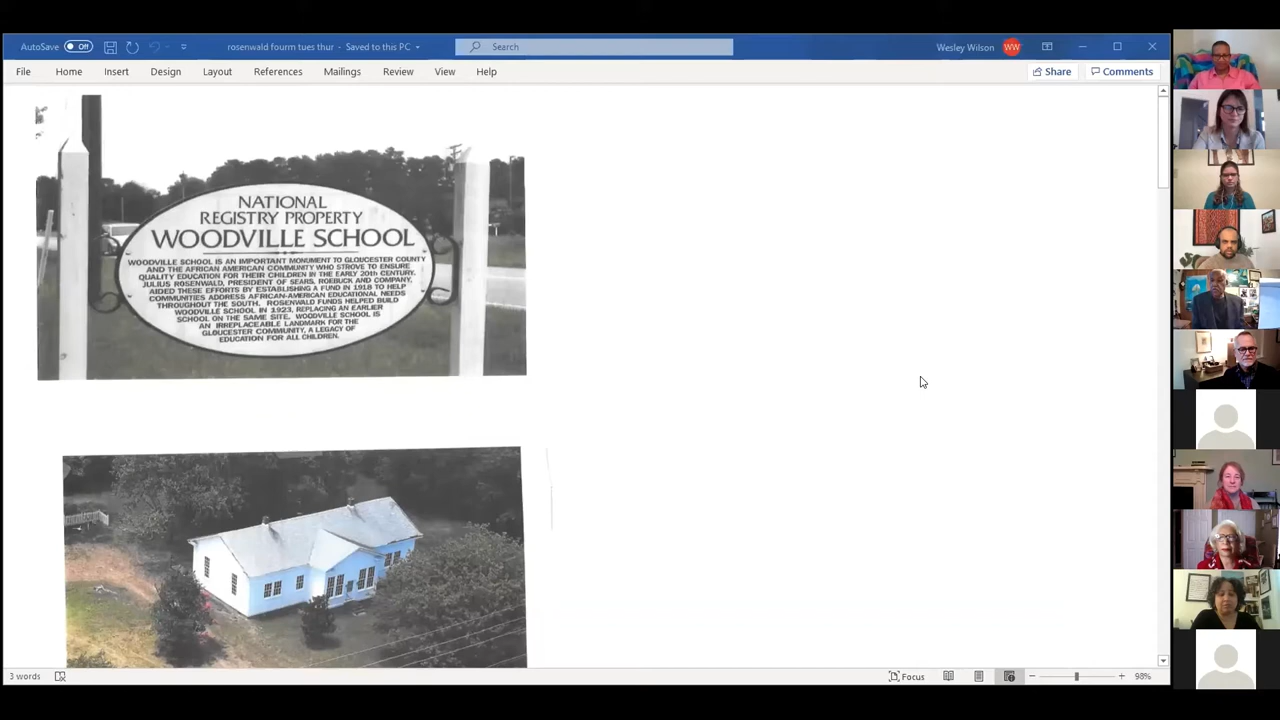 AutoSave Off rosenwald fourm tues thur - Saved to this PC Search Wesley Wilson WW
File Home Insert Design Layout References Mailings Review View Help Share Comments
NATIONAL
REGISTRY PROPERTY
WOODVILLE SCHOOL
WOODVILLE SCHOOL IS AN IMPORTANT MONUMENT TO GLOUCESTER COUNTY
AND THE AFRICAN AMERICAN COMMUNITY WHO STROVE TO ENSURE
QUALITY EDUCATION FOR THEIR CHILDREN IN THE EARLY 20th CENTURY.
JULIUS ROSENWALD, PRESIDENT OF SEARS, ROEBUCK AND COMPANY,
AIDED THESE EFFORTS BY ESTABLISHING A FUND IN 1918 TO HELP
COMMUNITIES ADDRESS AFRICAN-AMERICAN EDUCATIONAL NEEDS
THROUGHOUT THE SOUTH. ROSENWALD FUNDS HELPED BUILD
WOODVILLE SCHOOL IN 1923, REPLACING AN EARLIER
SCHOOL ON THE SAME SITE. WOODVILLE SCHOOL IS
AN IRREPLACEABLE LANDMARK FOR THE
GLOUCESTER COMMUNITY, A LEGACY OF
EDUCATION FOR ALL CHILDREN.
3 words Focus 98%